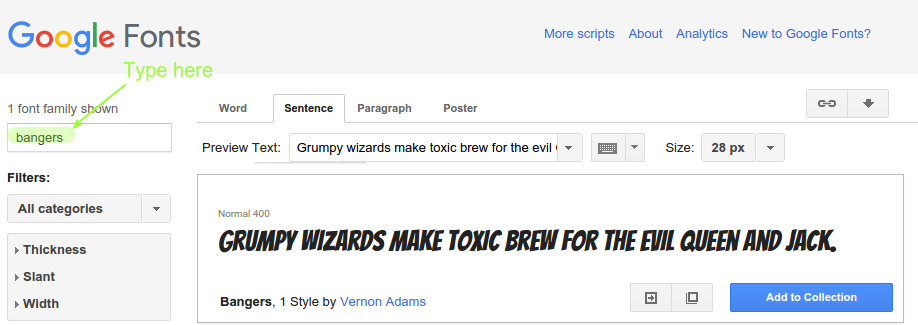 Google Fonts
More scripts About Analytics New to Google Fonts?
Type here
1 font family shown
Word Sentence Paragraph Poster
bangers
Preview Text: Grumpy wizards make toxic brew for the evil Size: 28 px
Filters:
All categories
Thickness
Slant
Width
Normal 400
GRUMPY WIZARDS MAKE TOXIC BREW FOR THE EVIL QUEEN AND JACK.
Bangers, 1 Style by Vernon Adams
Add to Collection